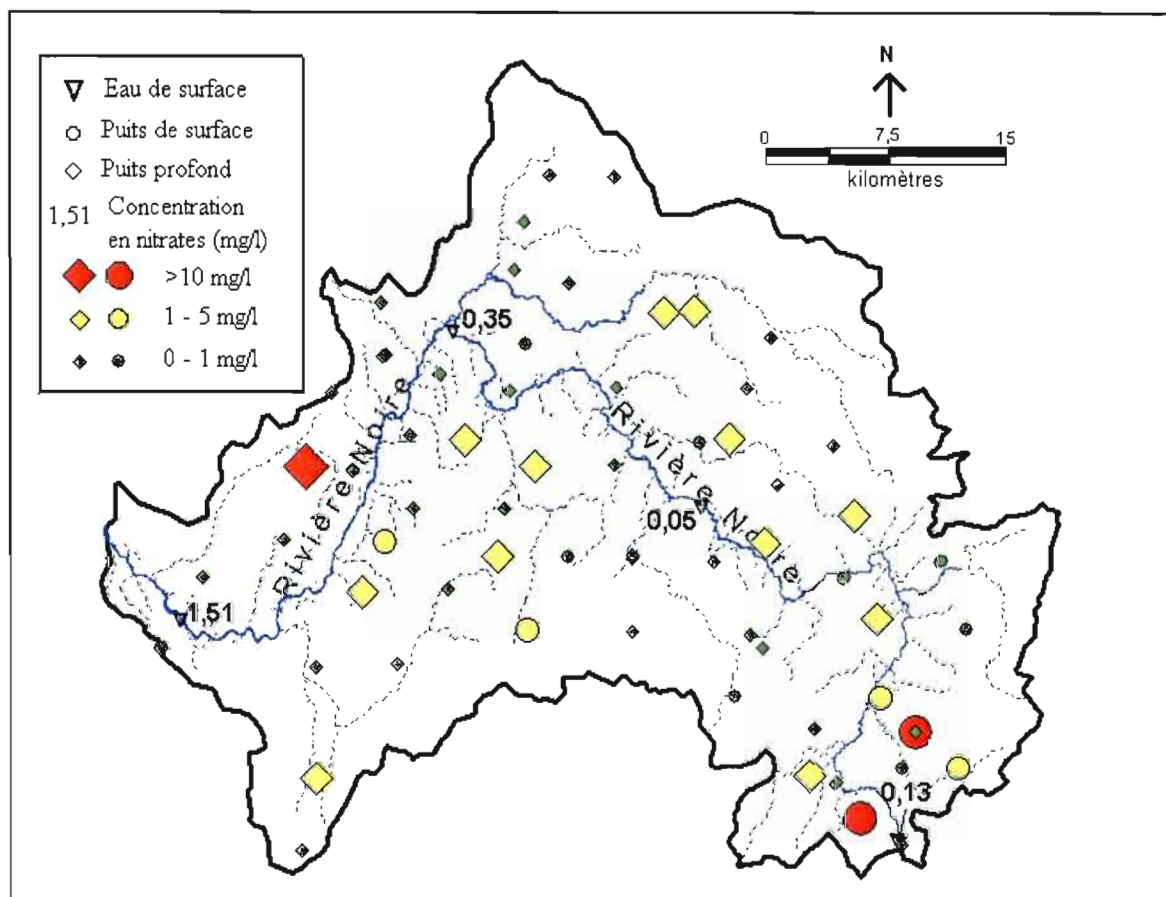 Eau de surface
Puits de surface
Puits profond
1,51 Concentration
en nitrates (mg/l)
>10 mg/l
1 - 5 mg/l
0 - 1 mg/l
N
0 7,5 15
kilomètres
0,35
Rivière Noire
Rivière Noire
0,05
1,51
0,13